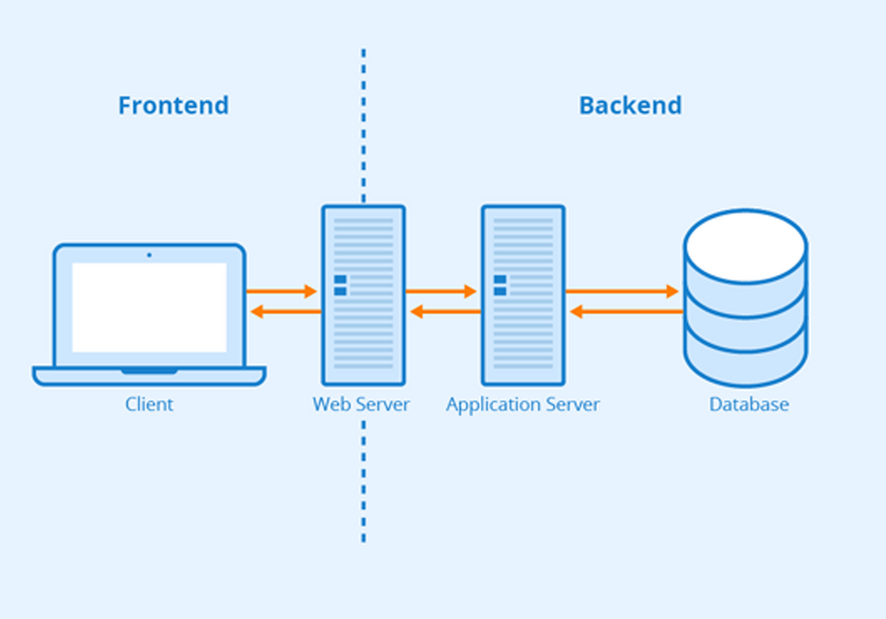 Frontend
Backend
Client
Web Server
Application Server
Database